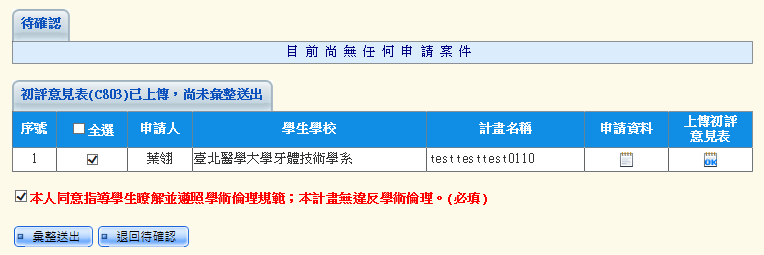 待確認
目前尚無任何申請案件
初評意見表(C803)已上傳，尚未彙整送出
序號 全選 申請人 學生學校 計畫名稱 申請資料 上傳初評意見表
1 葉翎 臺北醫學大學牙體技術學系 testtesttest0110 OK
本人同意指導學生瞭解並遵照學術倫理規範；本計畫無違反學術倫理。(必填)
彙整送出 退回待確認